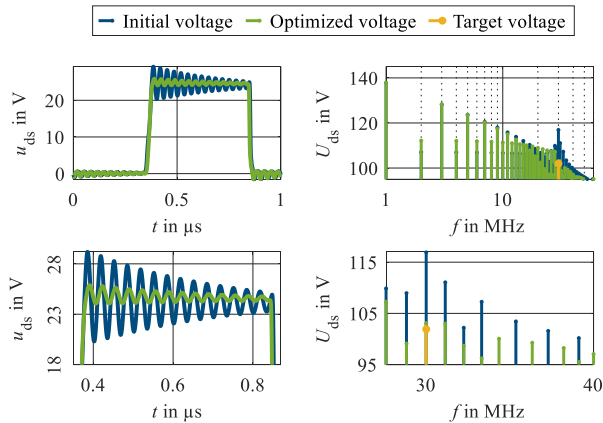 Initial voltage Optimized voltage Target voltage
u_ds in V
20
10
0
0 0.5 1
t in µs
U_ds in V
140
120
100
1 10
f in MHz
u_ds in V
28
23
18
0.4 0.6 0.8
t in µs
U_ds in V
115
105
95
30 40
f in MHz